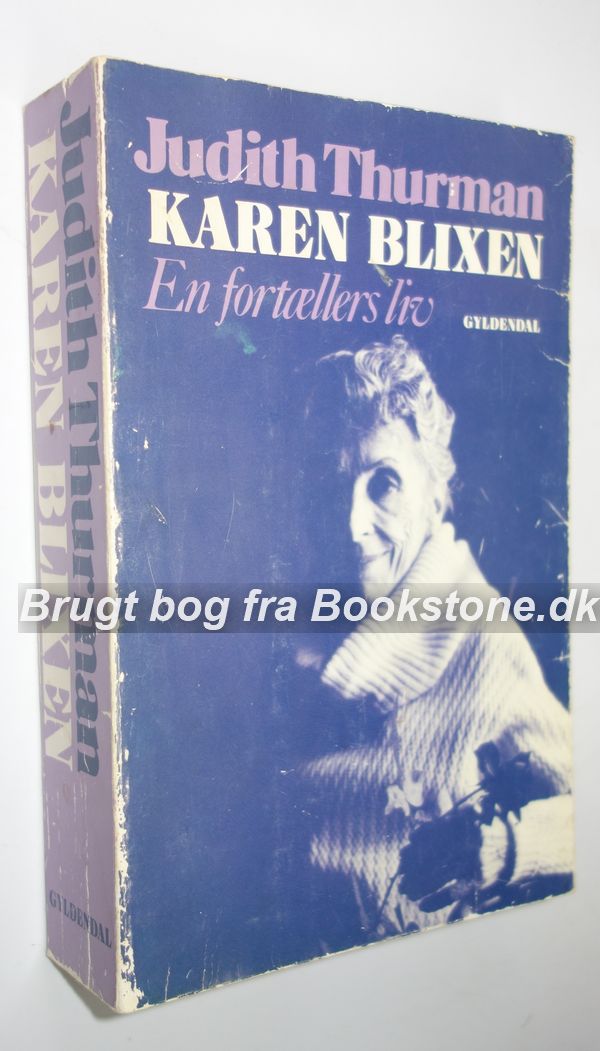 Judith Thurman
KAREN BLIXEN
En fortællers liv
GYLDENDAL
Judith Thurman
KAREN BLIXEN
GYLDENDAL
Brugt bog fra Bookstone.dk